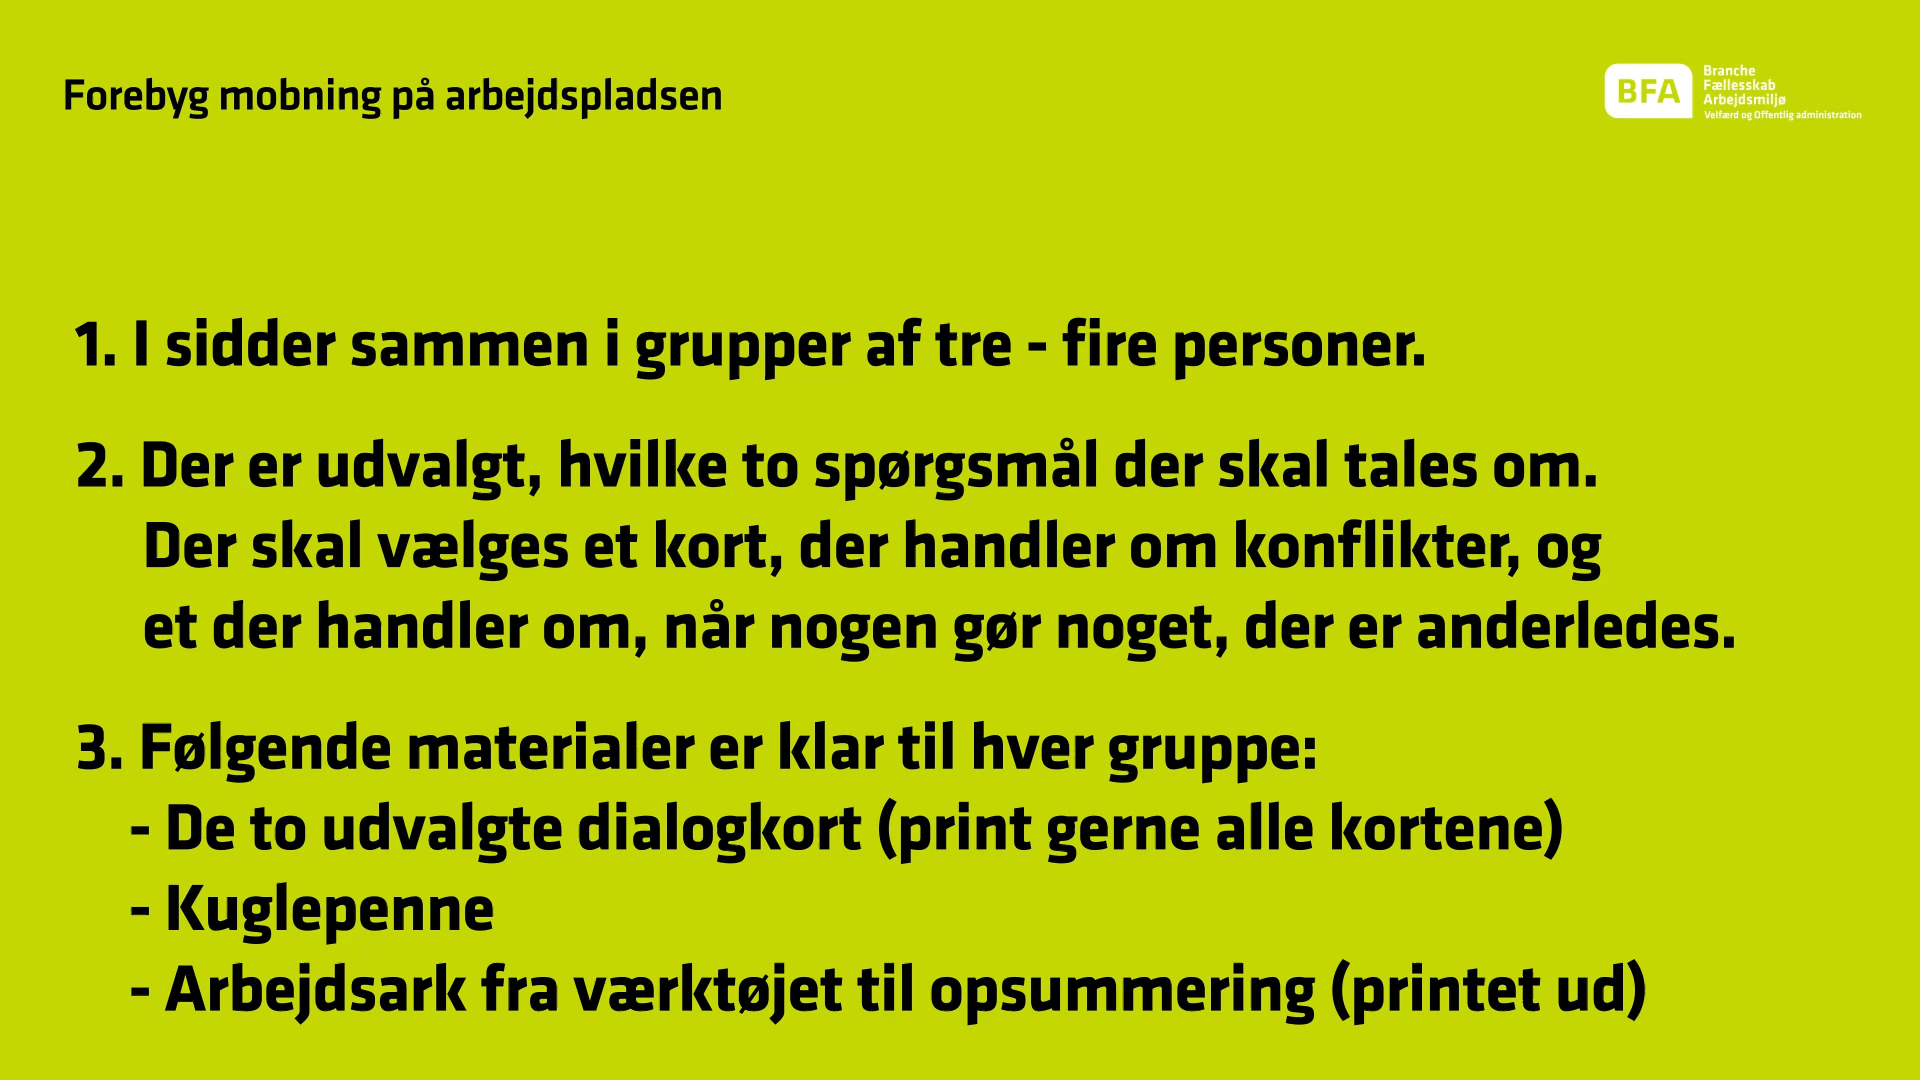 Forebyg mobning på arbejdspladsen
BFA
Branche
Fællesskab
Arbejdsmiljø
Velfærd og Offentlig administration
1. I sidder sammen i grupper af tre - fire personer.
2. Der er udvalgt, hvilke to spørgsmål der skal tales om.
Der skal vælges et kort, der handler om konflikter, og
et der handler om, når nogen gør noget, der er anderledes.
3. Følgende materialer er klar til hver gruppe:
- De to udvalgte dialogkort (print gerne alle kortene)
- Kuglepenne
- Arbejdsark fra værktøjet til opsummering (printet ud)